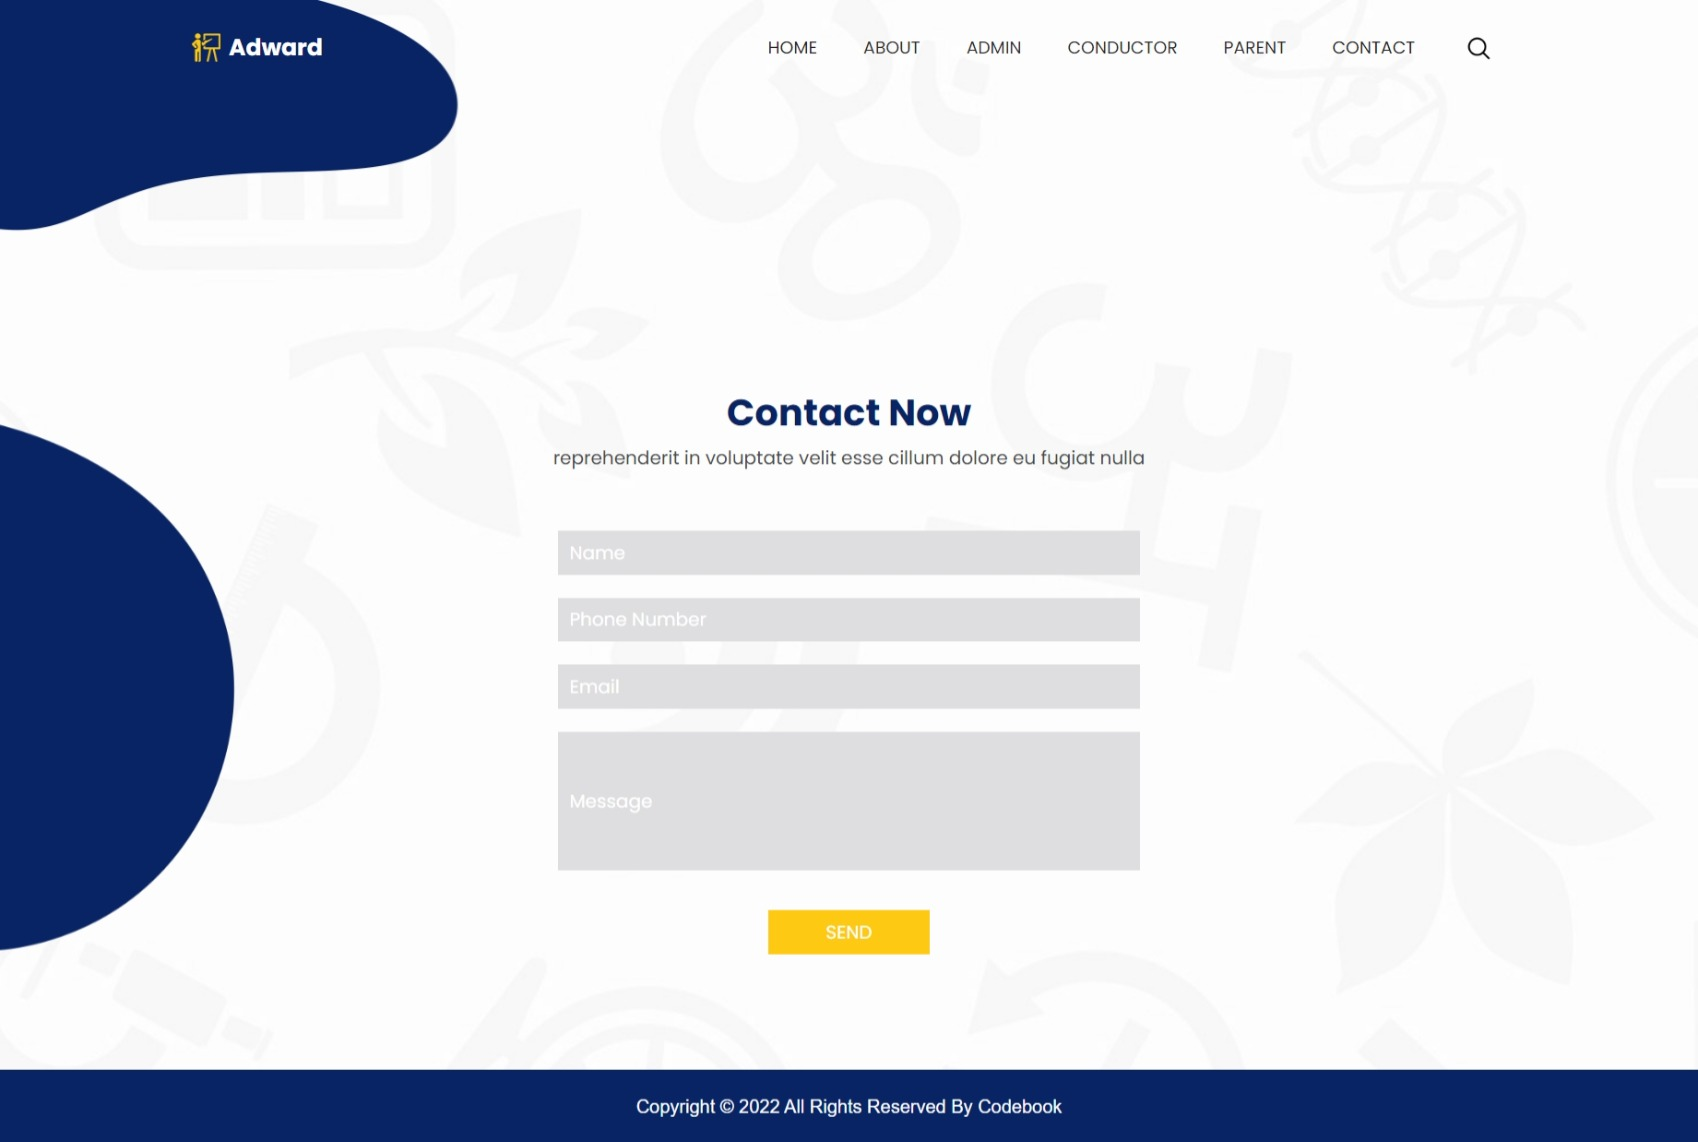 Adward
HOME ABOUT ADMIN CONDUCTOR PARENT CONTACT
Contact Now
reprehenderit in voluptate velit esse cillum dolore eu fugiat nulla
Name
Phone Number
Email
Message
SEND
Copyright © 2022 All Rights Reserved By Codebook